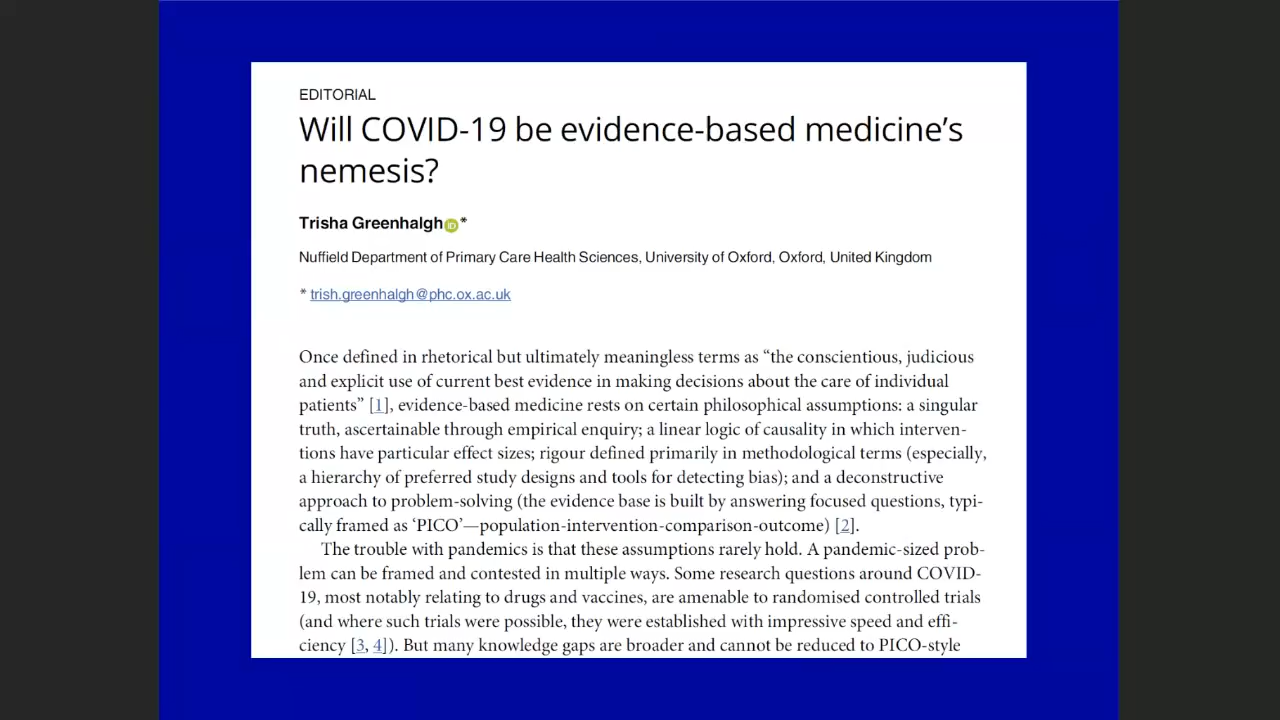 EDITORIAL
Will COVID-19 be evidence-based medicine’s
nemesis?
Trisha Greenhalgh iD *
Nuffield Department of Primary Care Health Sciences, University of Oxford, Oxford, United Kingdom
* trish.greenhalgh@phc.ox.ac.uk
Once defined in rhetorical but ultimately meaningless terms as “the conscientious, judicious
and explicit use of current best evidence in making decisions about the care of individual
patients” [1], evidence-based medicine rests on certain philosophical assumptions: a singular
truth, ascertainable through empirical enquiry; a linear logic of causality in which interven-
tions have particular effect sizes; rigour defined primarily in methodological terms (especially,
a hierarchy of preferred study designs and tools for detecting bias); and a deconstructive
approach to problem-solving (the evidence base is built by answering focused questions, typi-
cally framed as ‘PICO’—population-intervention-comparison-outcome) [2].
The trouble with pandemics is that these assumptions rarely hold. A pandemic-sized prob-
lem can be framed and contested in multiple ways. Some research questions around COVID-
19, most notably relating to drugs and vaccines, are amenable to randomised controlled trials
(and where such trials were possible, they were established with impressive speed and effi-
ciency [3, 4]). But many knowledge gaps are broader and cannot be reduced to PICO-style